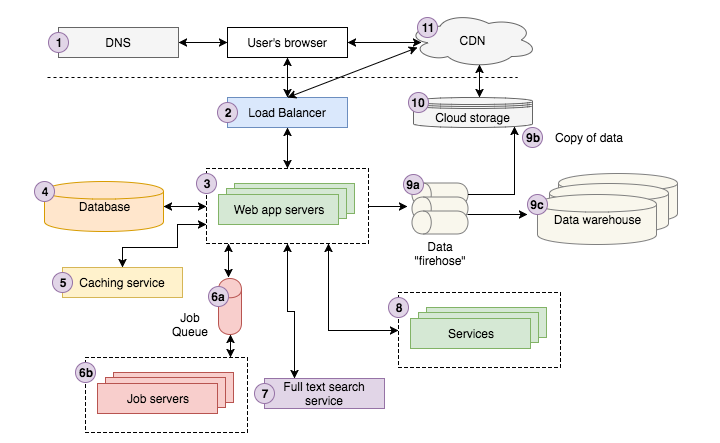 1
DNS
User's browser
11
CDN
2
Load Balancer
10
Cloud storage
9b
Copy of data
3
Web app servers
4
Database
9a
Data
"firehose"
9c
Data warehouse
5
Caching service
6a
Job
Queue
8
Services
6b
Job servers
7
Full text search
service